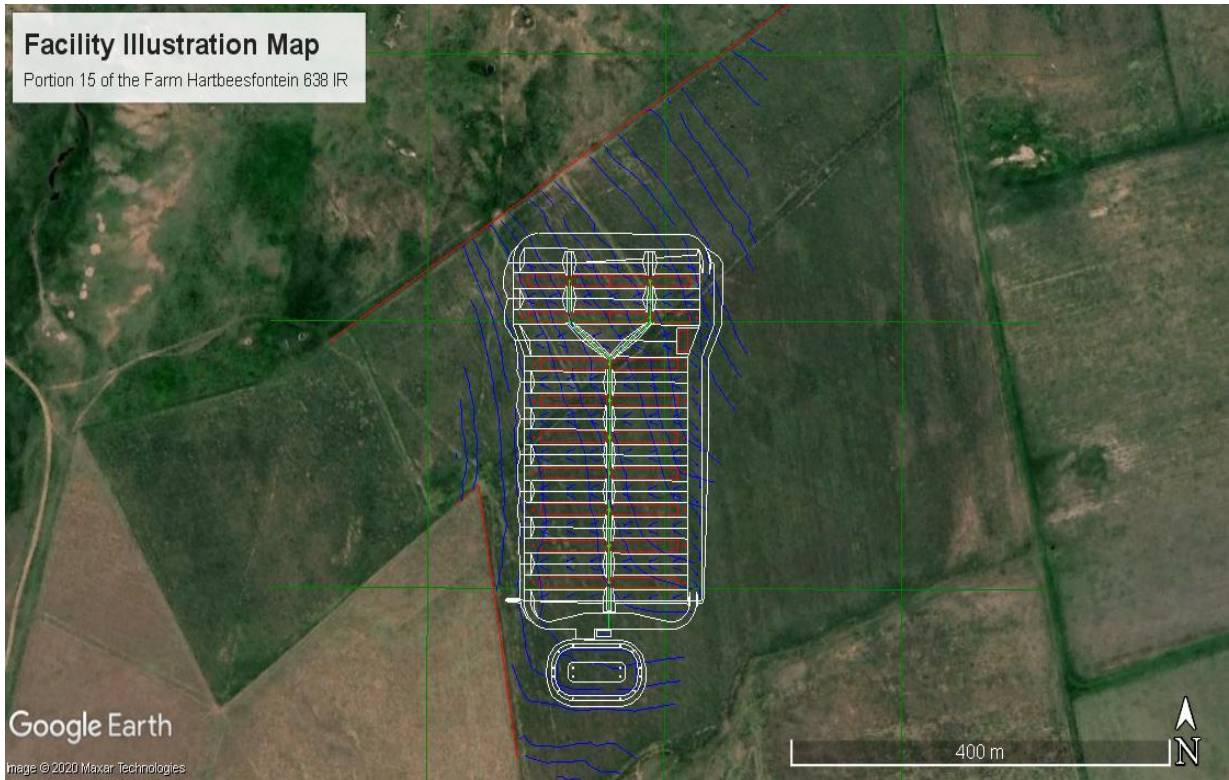 Facility Illustration Map
Portion 15 of the Farm Hartbeesfontein 638 IR
Google Earth
Image © 2020 Maxar Technologies
400 m
N